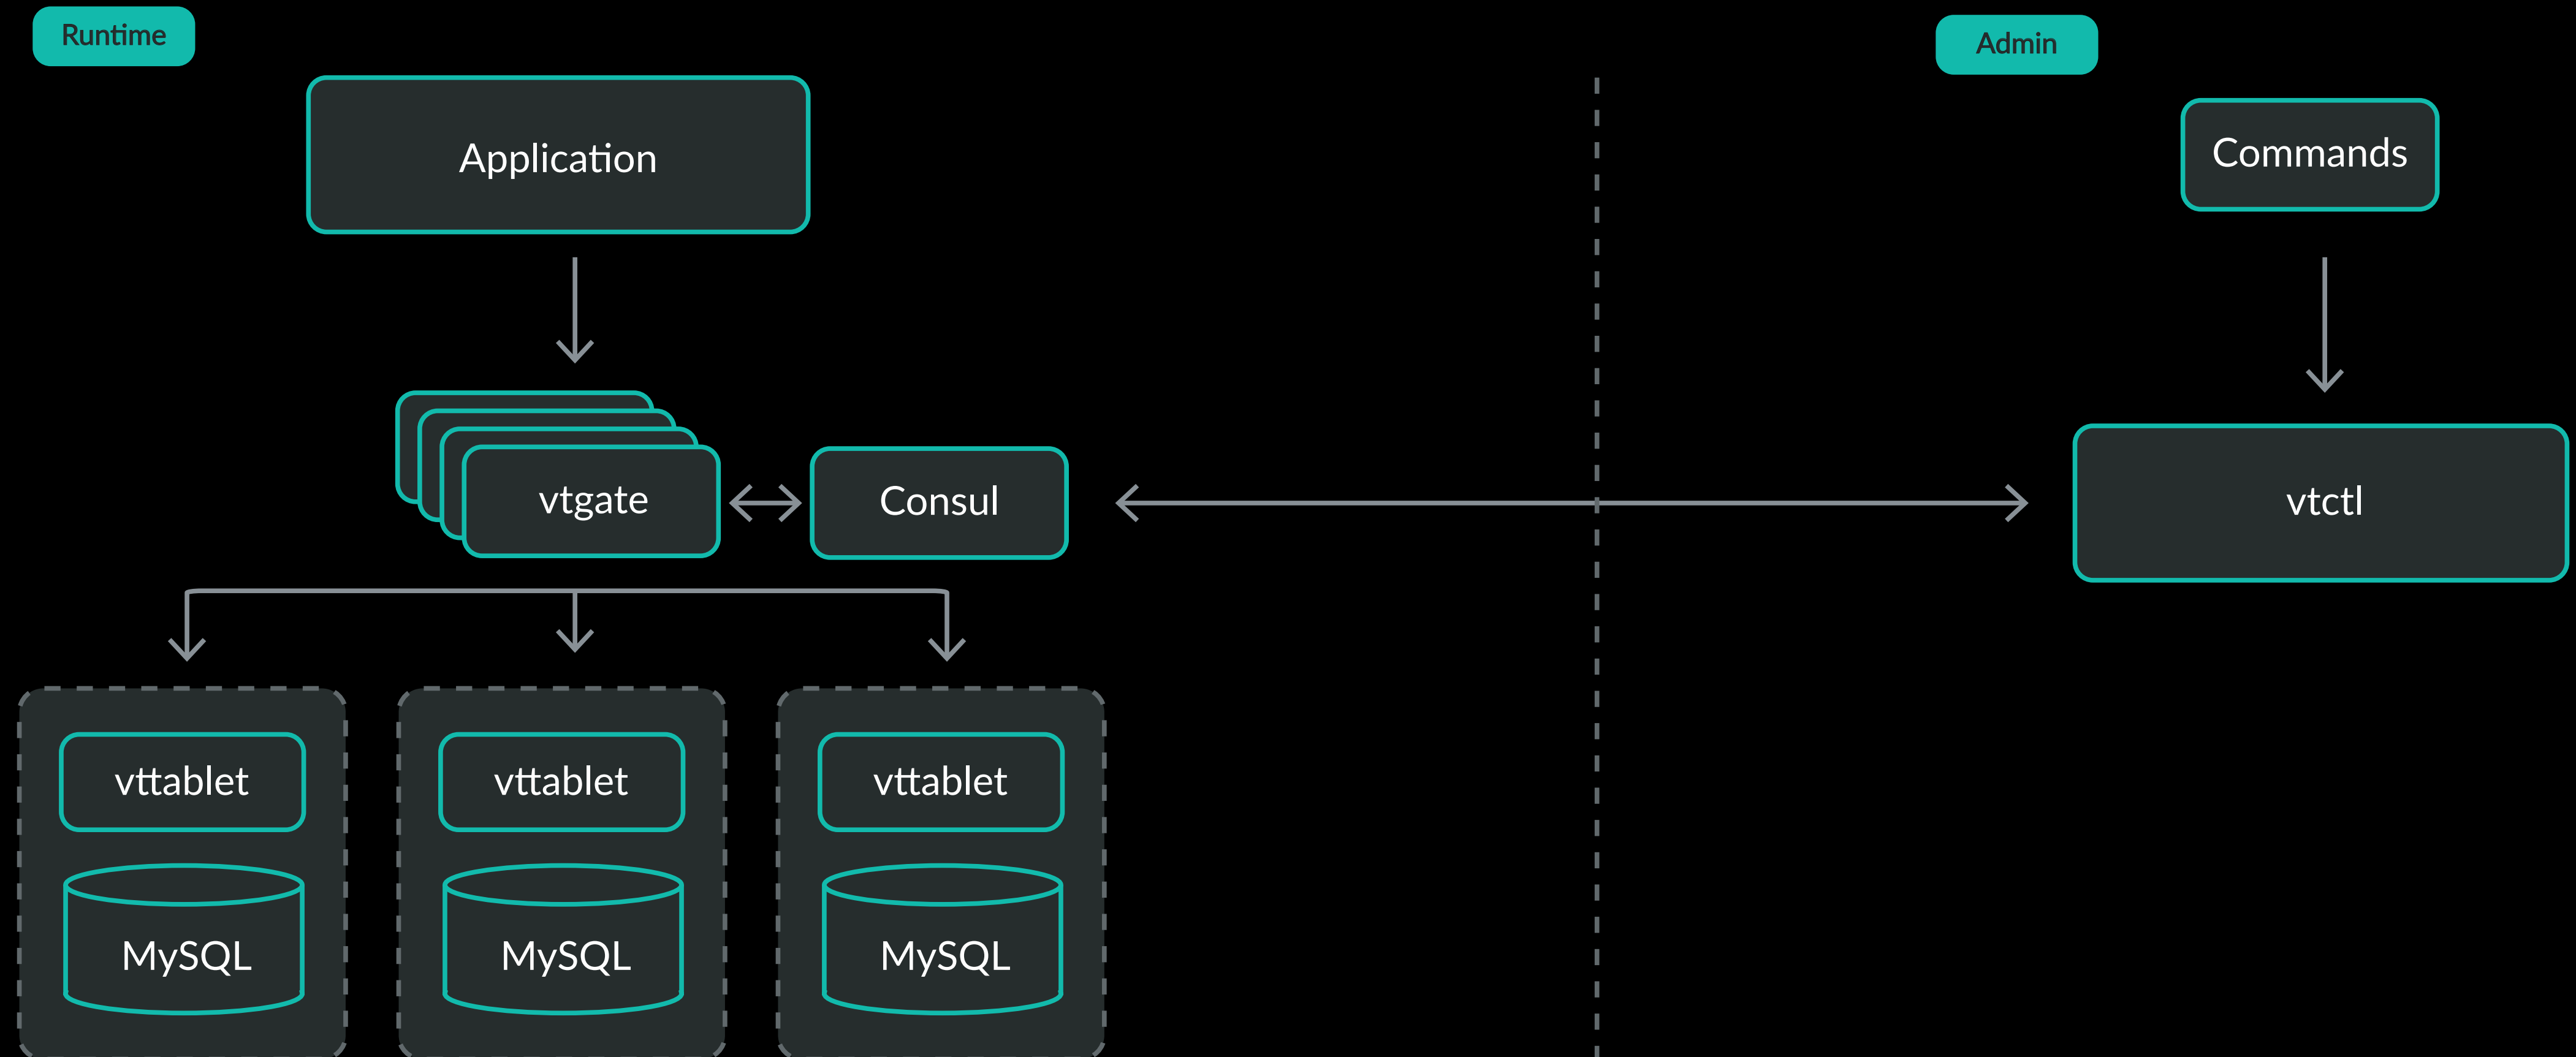 Runtime
Admin
Application
Commands
vtgate
Consul
vtctl
vttablet
vttablet
vttablet
MySQL
MySQL
MySQL